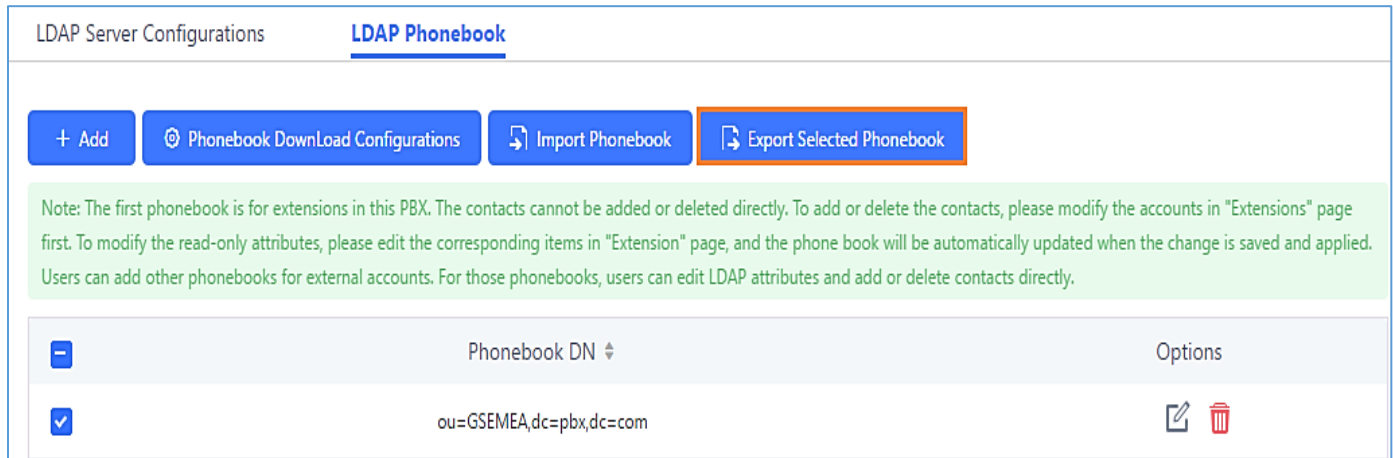 LDAP Server Configurations LDAP Phonebook
+ Add Phonebook DownLoad Configurations Import Phonebook Export Selected Phonebook
Note: The first phonebook is for extensions in this PBX. The contacts cannot be added or deleted directly. To add or delete the contacts, please modify the accounts in "Extensions" page
first. To modify the read-only attributes, please edit the corresponding items in "Extension" page, and the phone book will be automatically updated when the change is saved and applied.
Users can add other phonebooks for external accounts. For those phonebooks, users can edit LDAP attributes and add or delete contacts directly.
Phonebook DN Options
ou=GSEMEA,dc=pbx,dc=com